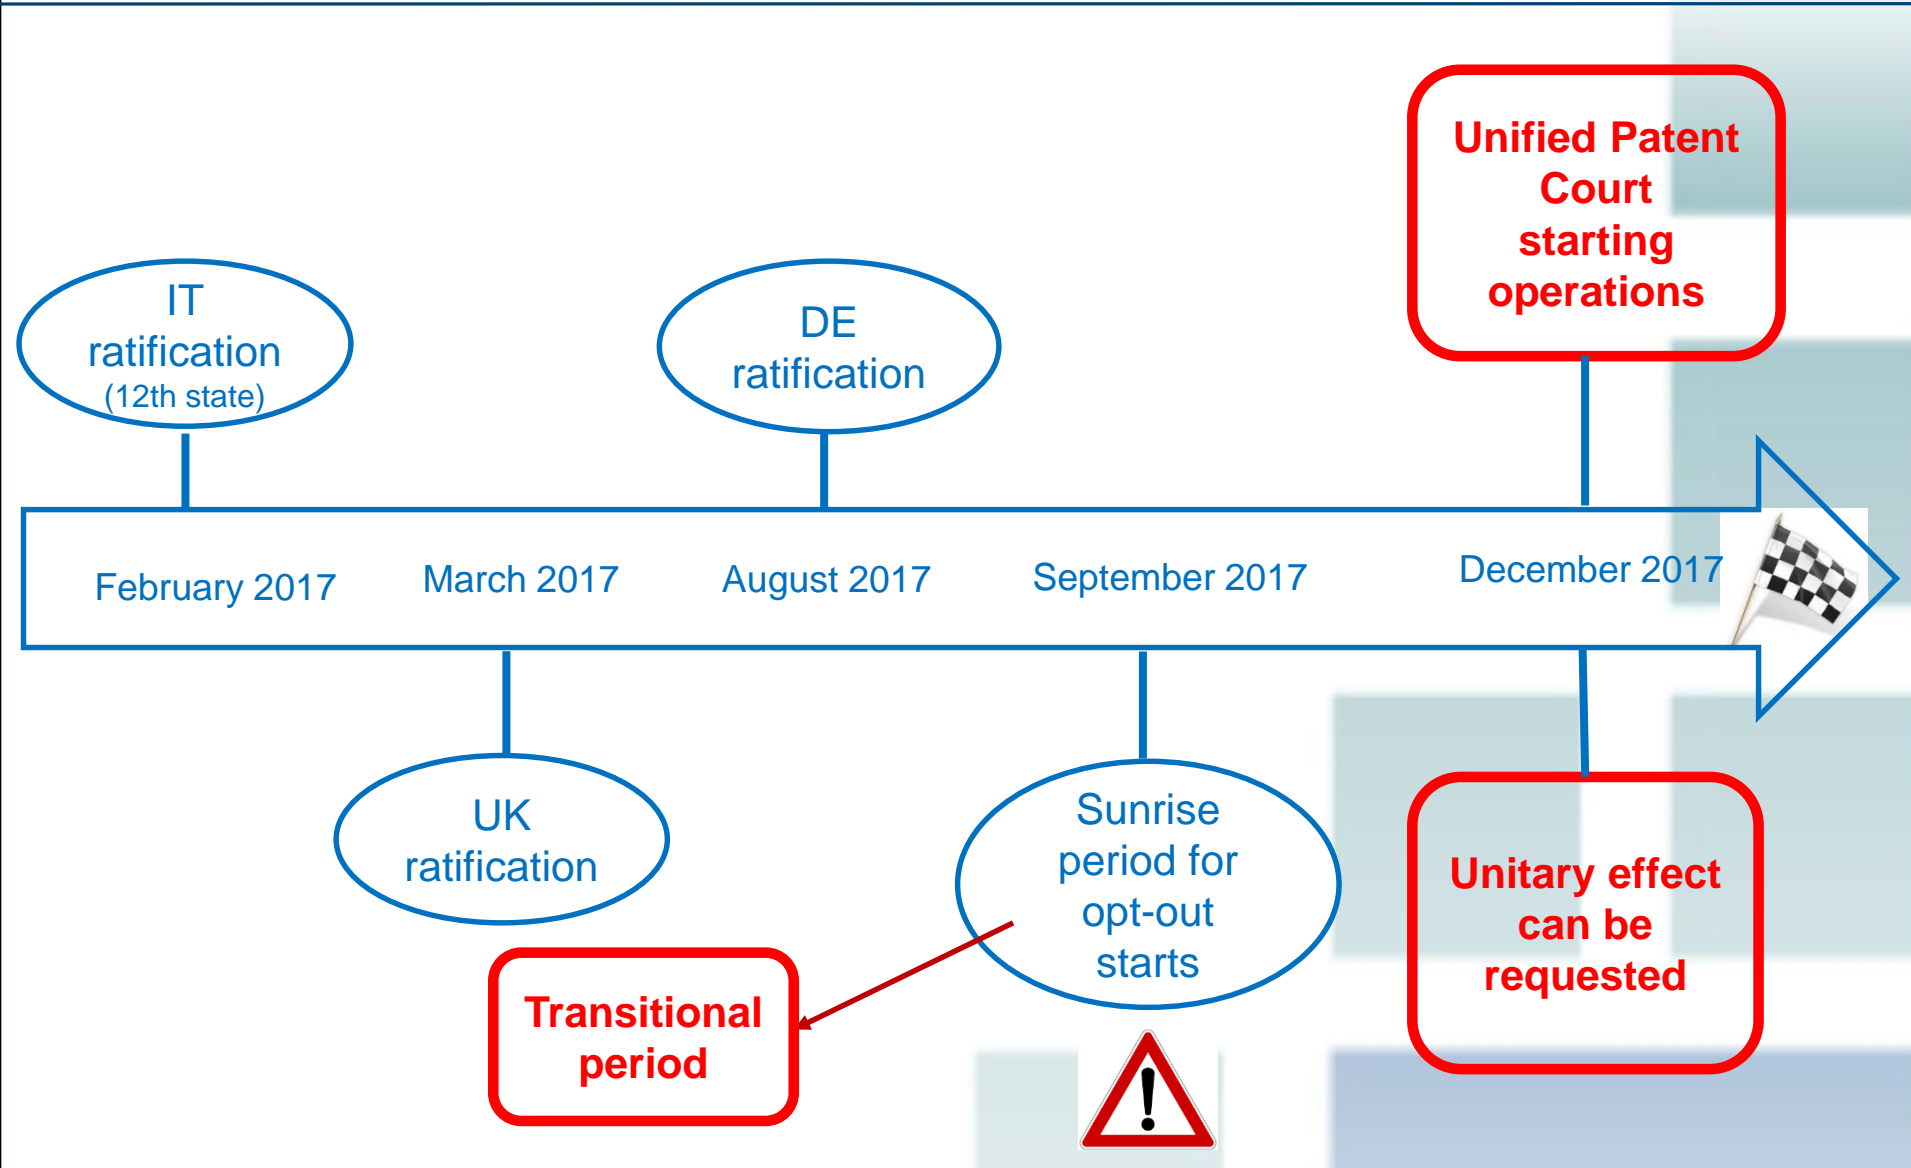 Unified Patent
Court
starting
operations
IT
ratification
(12th state)
DE
ratification
February 2017
March 2017
August 2017
September 2017
December 2017
UK
ratification
Sunrise
period for
opt-out
starts
Unitary effect
can be
requested
Transitional
period